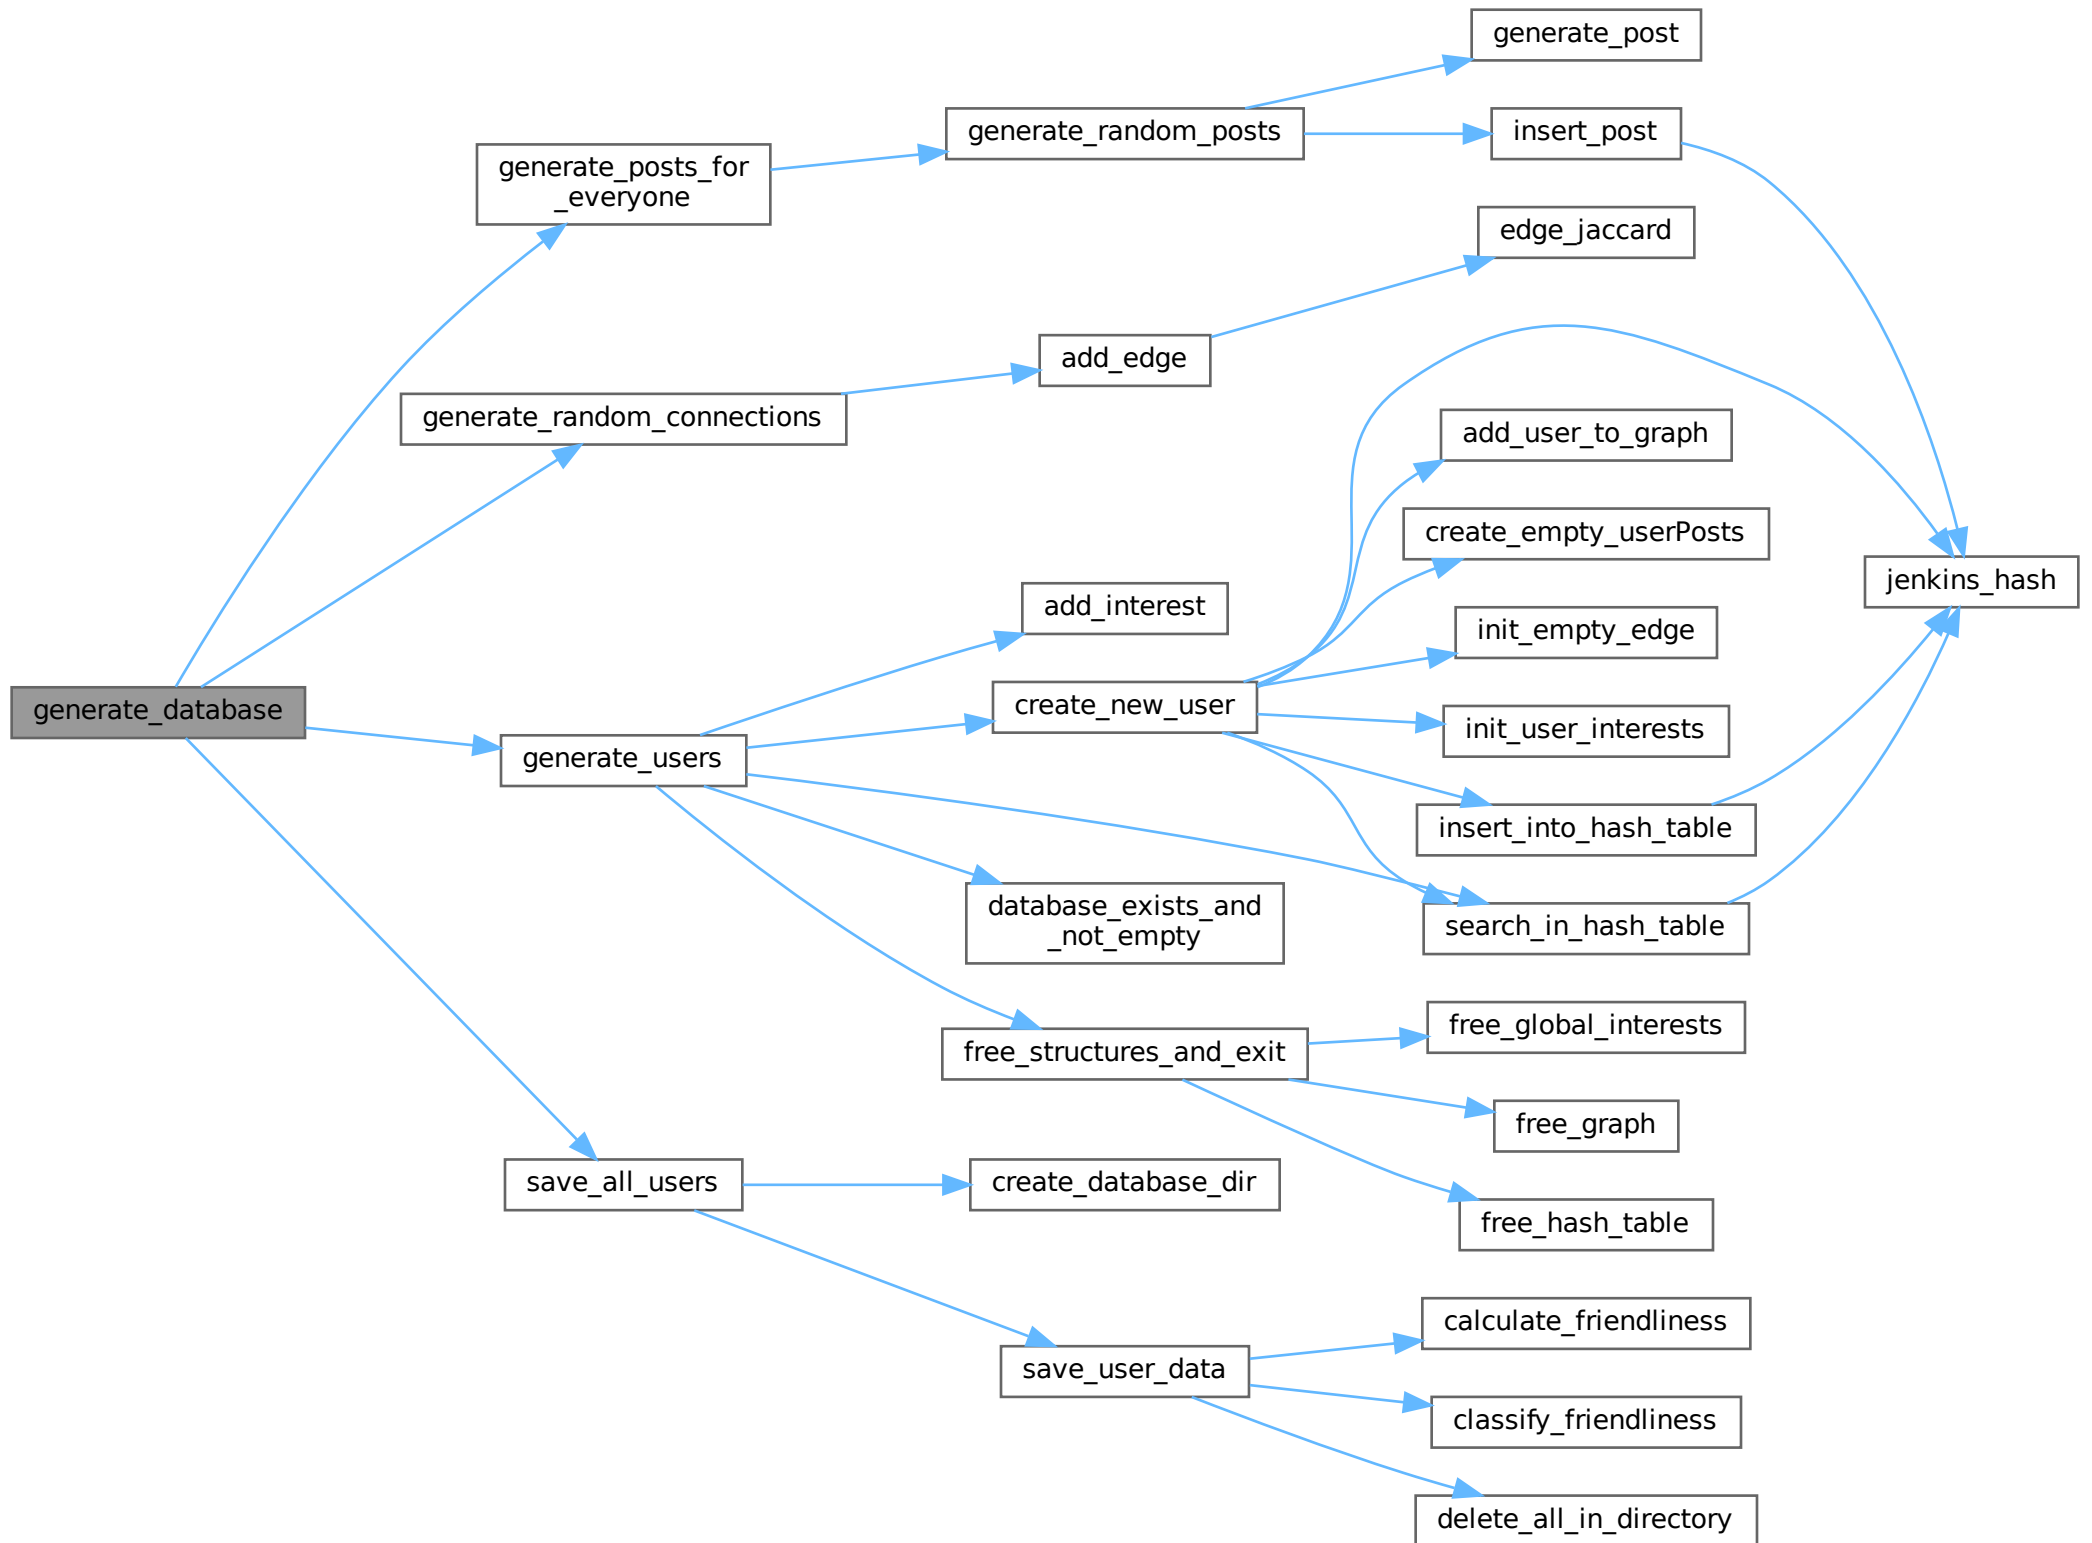 generate_post
generate_random_posts
insert_post
generate_posts_for
_everyone
edge_jaccard
add_edge
generate_random_connections
add_user_to_graph
create_empty_userPosts
jenkins_hash
add_interest
init_empty_edge
create_new_user
generate_database
init_user_interests
generate_users
insert_into_hash_table
database_exists_and
_not_empty
search_in_hash_table
free_global_interests
free_structures_and_exit
free_graph
save_all_users
create_database_dir
free_hash_table
calculate_friendliness
save_user_data
classify_friendliness
delete_all_in_directory